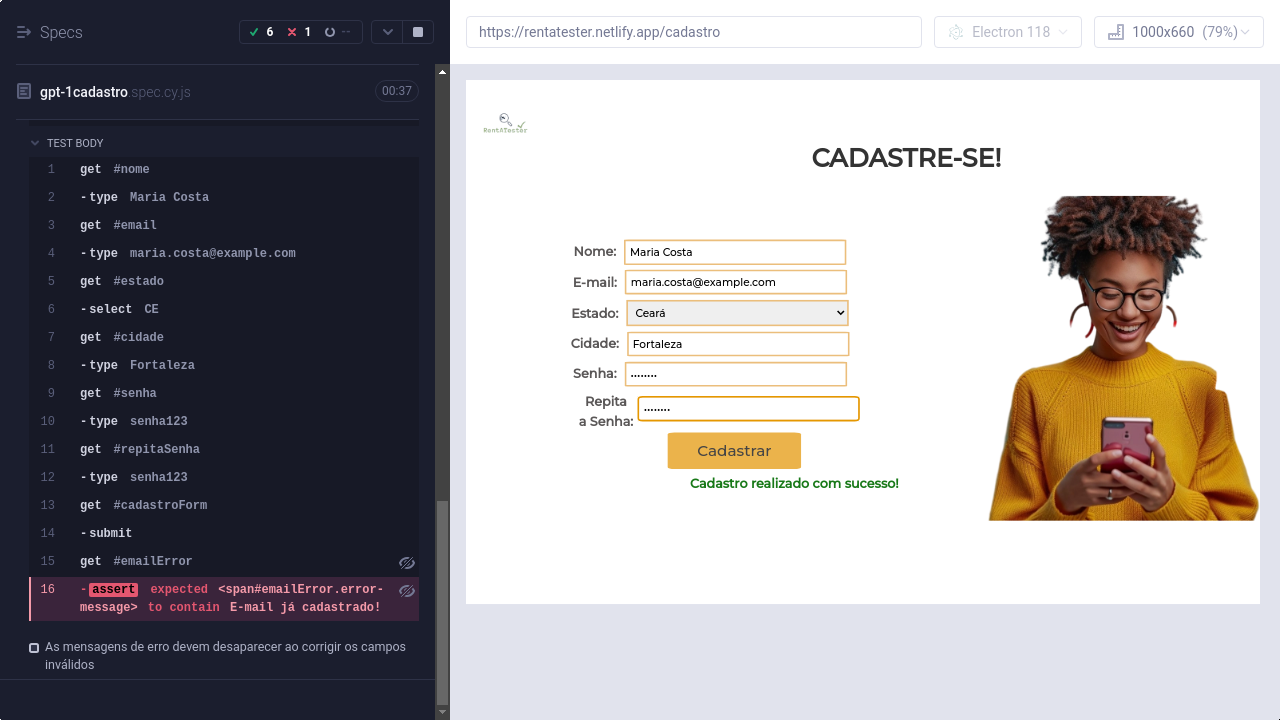 Specs
6
1
--
https://rentatester.netlify.app/cadastro
Electron 118
1000x660 (79%)
gpt-1cadastro.spec.cy.js
00:37
TEST BODY
1 get #nome
2 -type Maria Costa
3 get #email
4 -type maria.costa@example.com
5 get #estado
6 -select CE
7 get #cidade
8 -type Fortaleza
9 get #senha
10 -type senha123
11 get #repitaSenha
12 -type senha123
13 get #cadastroForm
14 -submit
15 get #emailError
16 -assert expected <span#emailError.error-
message> to contain E-mail já cadastrado!
As mensagens de erro devem desaparecer ao corrigir os campos
inválidos
RentATester
CADASTRE-SE!
Nome: Maria Costa
E-mail: maria.costa@example.com
Estado: Ceará
Cidade: Fortaleza
Senha: ••••••••
Repita
a Senha: ••••••••
Cadastrar
Cadastro realizado com sucesso!